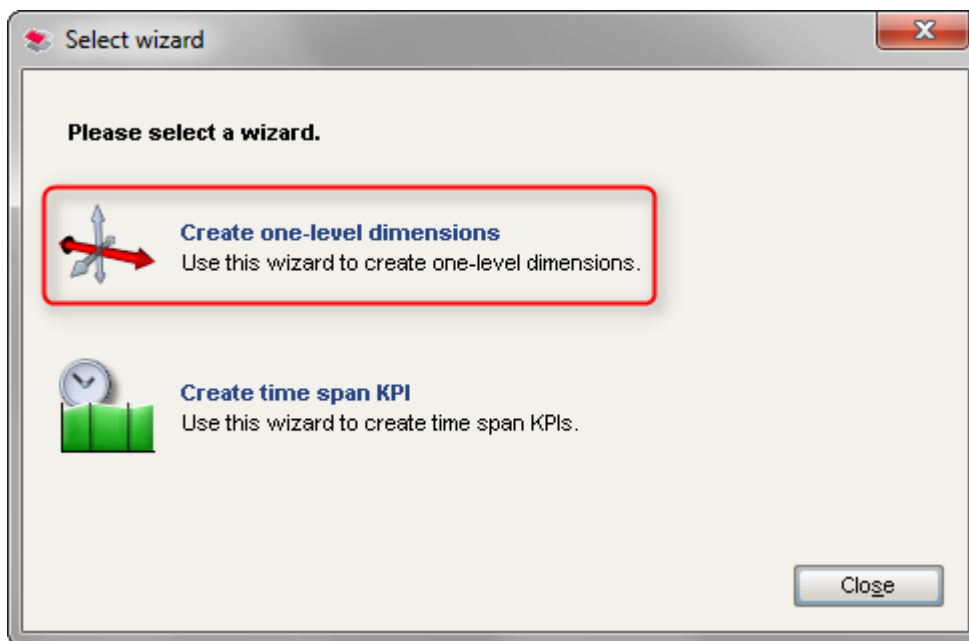 Select wizard
Please select a wizard.
Create one-level dimensions
Use this wizard to create one-level dimensions.
Create time span KPI
Use this wizard to create time span KPIs.
Close